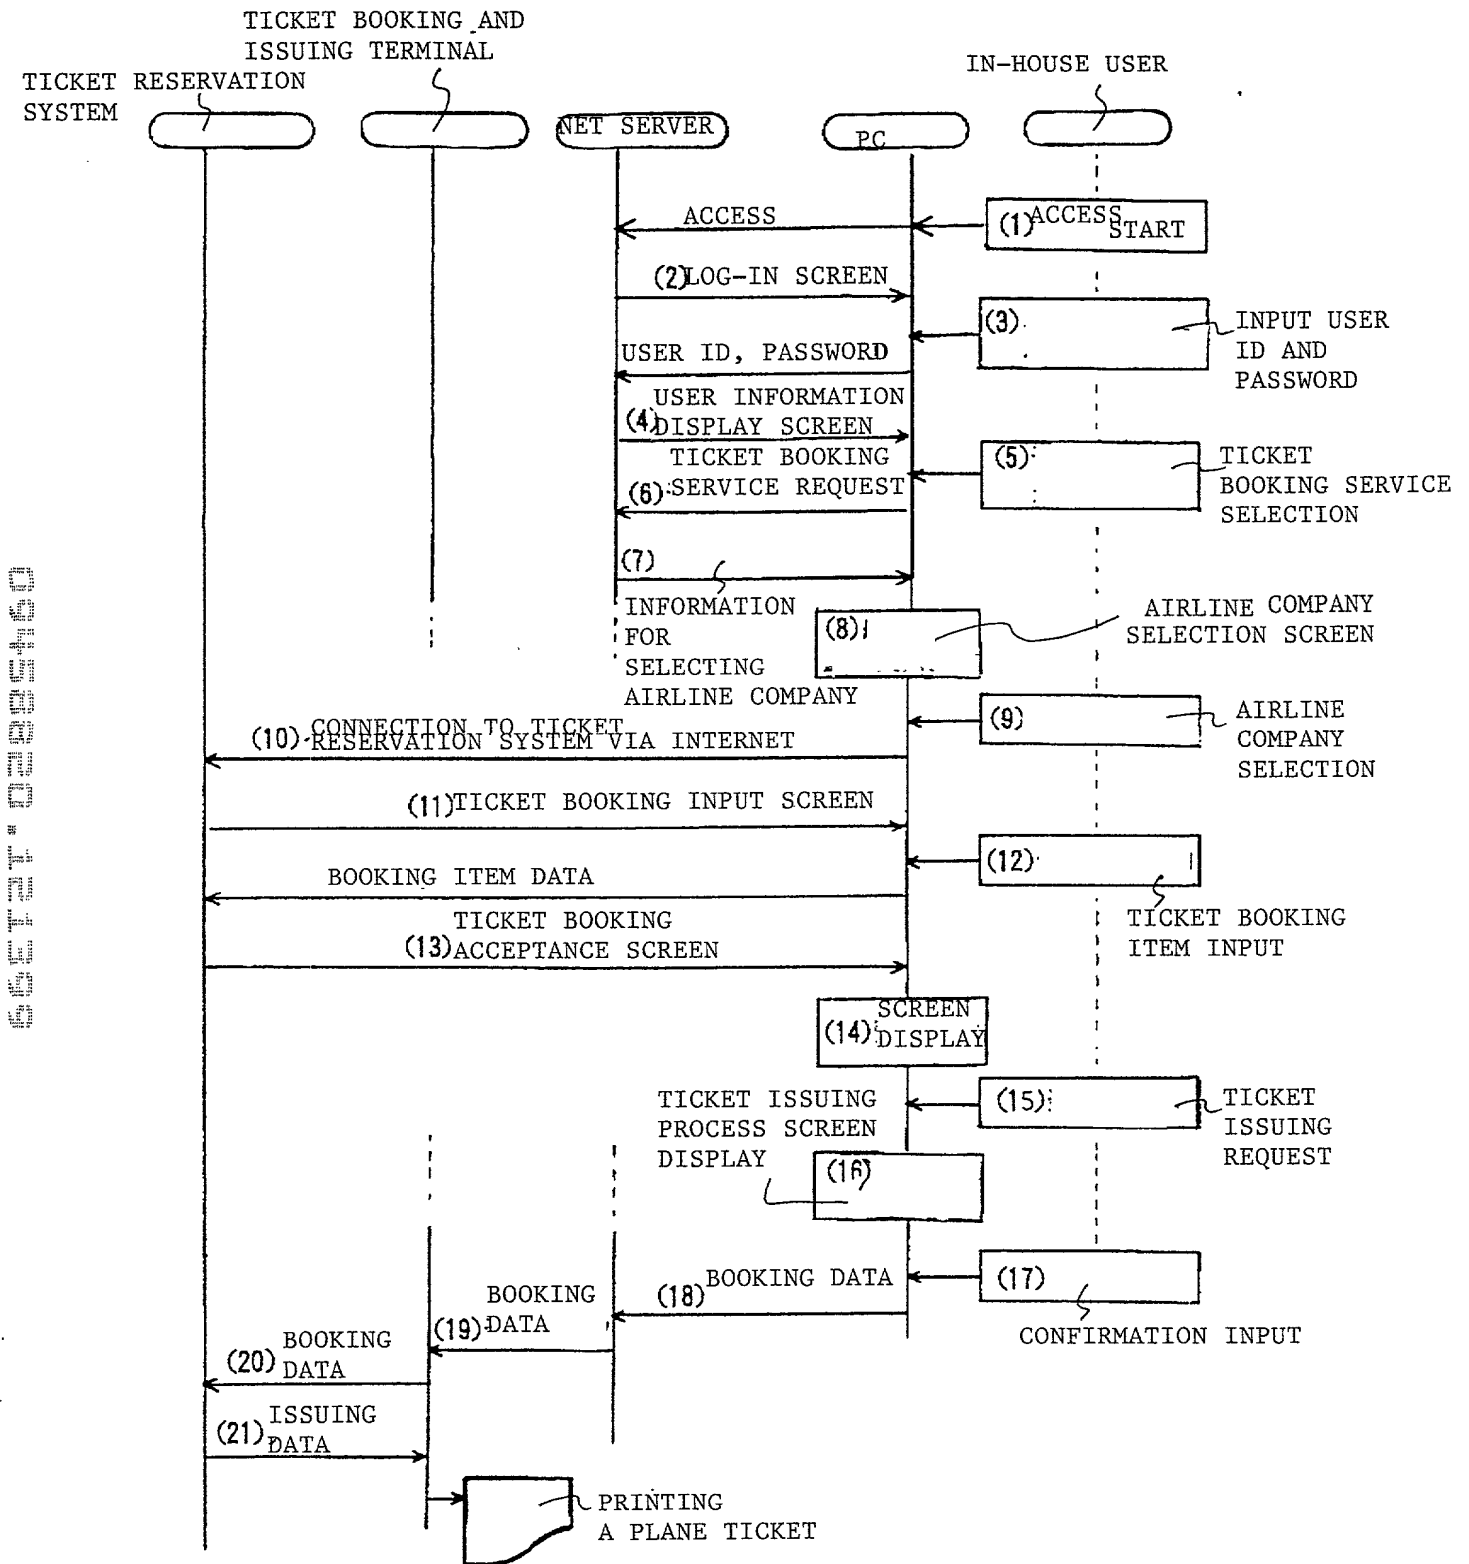 TICKET BOOKING AND
ISSUING TERMINAL
TICKET RESERVATION
SYSTEM
IN-HOUSE USER
NET SERVER
PC
ACCESS
(1) ACCESS
START
(2) LOG-IN SCREEN
(3)
INPUT USER
ID AND
PASSWORD
USER ID, PASSWORD
USER INFORMATION
(4) DISPLAY SCREEN
(5)
TICKET
BOOKING SERVICE
SELECTION
TICKET BOOKING
(6) SERVICE REQUEST
(7)
INFORMATION
FOR
SELECTING
AIRLINE COMPANY
(8)
AIRLINE COMPANY
SELECTION SCREEN
(9)
AIRLINE
COMPANY
SELECTION
(10) CONNECTION TO TICKET
RESERVATION SYSTEM VIA INTERNET
(11) TICKET BOOKING INPUT SCREEN
(12)
TICKET BOOKING
ITEM INPUT
BOOKING ITEM DATA
TICKET BOOKING
(13) ACCEPTANCE SCREEN
SCREEN
(14) DISPLAY
(15)
TICKET
ISSUING
REQUEST
TICKET ISSUING
PROCESS SCREEN
DISPLAY
(16)
(17)
CONFIRMATION INPUT
(18) BOOKING DATA
BOOKING
(19) DATA
BOOKING
(20) DATA
ISSUING
(21) DATA
PRINTING
A PLANE TICKET